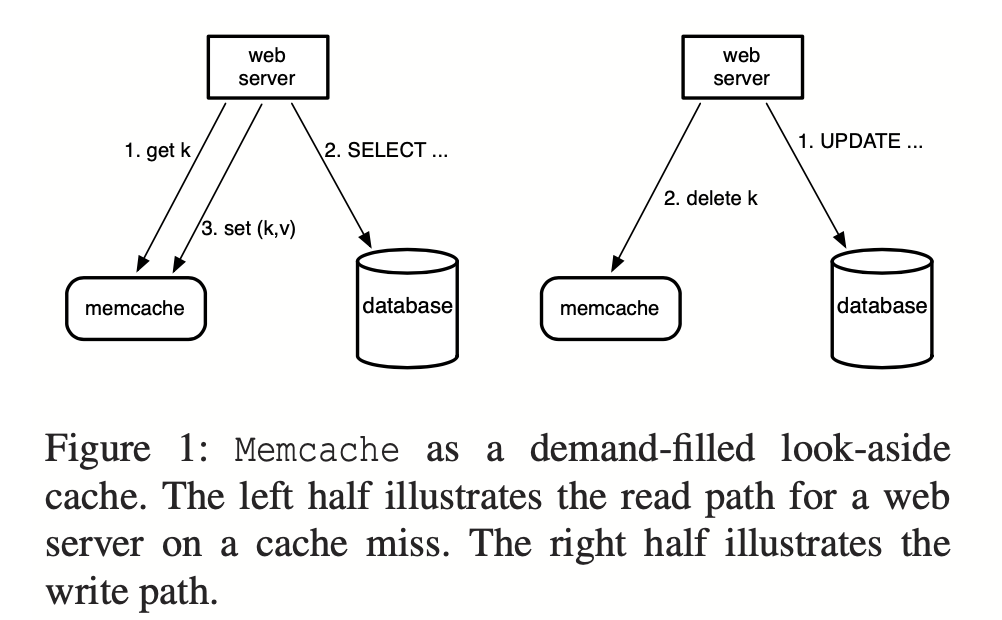 web
server
1. get k
2. SELECT ...
3. set (k,v)
memcache
database
web
server
1. UPDATE ...
2. delete k
memcache
database
Figure 1: Memcache as a demand-filled look-aside
cache. The left half illustrates the read path for a web
server on a cache miss. The right half illustrates the
write path.